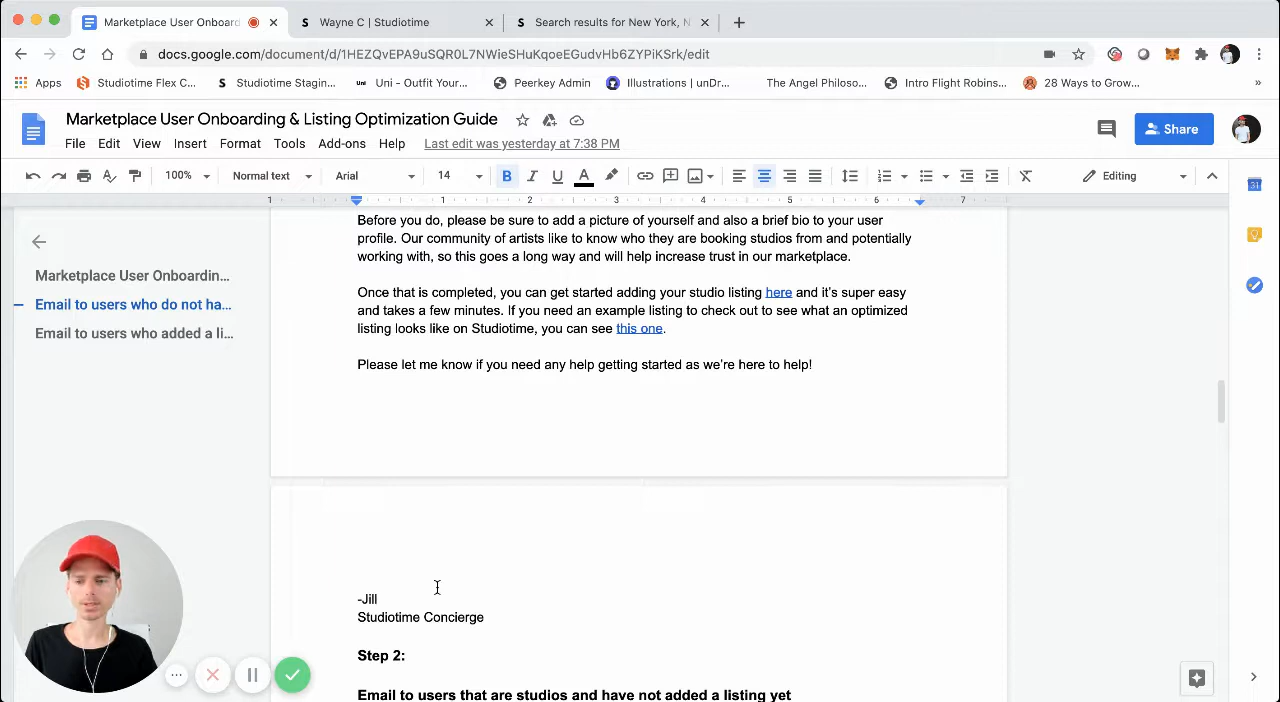 Marketplace User Onboard
Wayne C | Studiotime
Search results for New York, N
docs.google.com/document/d/1HEZQvEPA9uSQR0L7NWieSHuKqoeEGudvHb6ZYPiKSrk/edit
Apps
Studiotime Flex C...
Studiotime Stagin...
Uni - Outfit Your...
Peerkey Admin
Illustrations | unDr...
The Angel Philoso...
Intro Flight Robins...
28 Ways to Grow...
»
Marketplace User Onboarding & Listing Optimization Guide
File Edit View Insert Format Tools Add-ons Help Last edit was yesterday at 7:38 PM
Share
100% Normal text Arial 14 B I U A Editing
1 1 2 3 4 5 6 7
Before you do, please be sure to add a picture of yourself and also a brief bio to your user
profile. Our community of artists like to know who they are booking studios from and potentially
working with, so this goes a long way and will help increase trust in our marketplace.
Marketplace User Onboardin...
Once that is completed, you can get started adding your studio listing here and it's super easy
Email to users who do not ha...
and takes a few minutes. If you need an example listing to check out to see what an optimized
listing looks like on Studiotime, you can see this one.
Email to users who added a li...
Please let me know if you need any help getting started as we're here to help!
-Jill
Studiotime Concierge
Step 2:
Email to users that are studios and have not added a listing yet